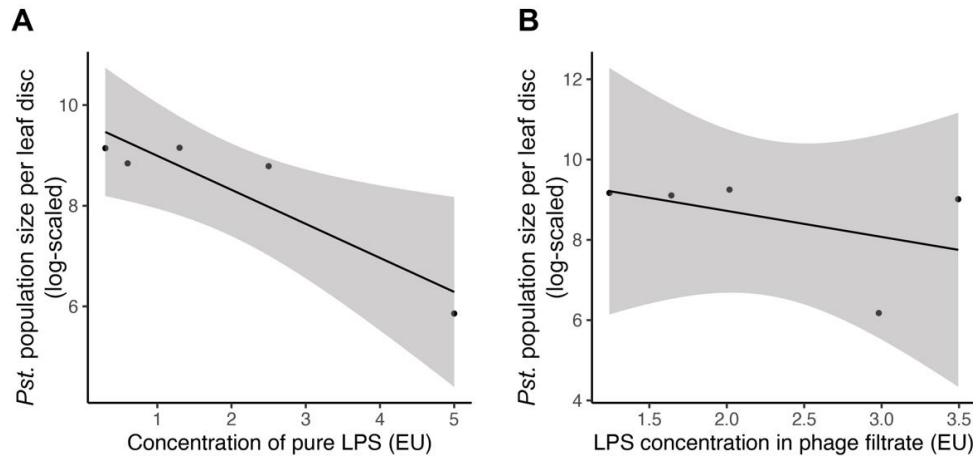 A
Pst. population size per leaf disc
(log-scaled)
10
8
6
1
2
3
4
5
Concentration of pure LPS (EU)
B
Pst. population size per leaf disc
(log-scaled)
12
10
8
6
4
1.5
2.0
2.5
3.0
3.5
LPS concentration in phage filtrate (EU)